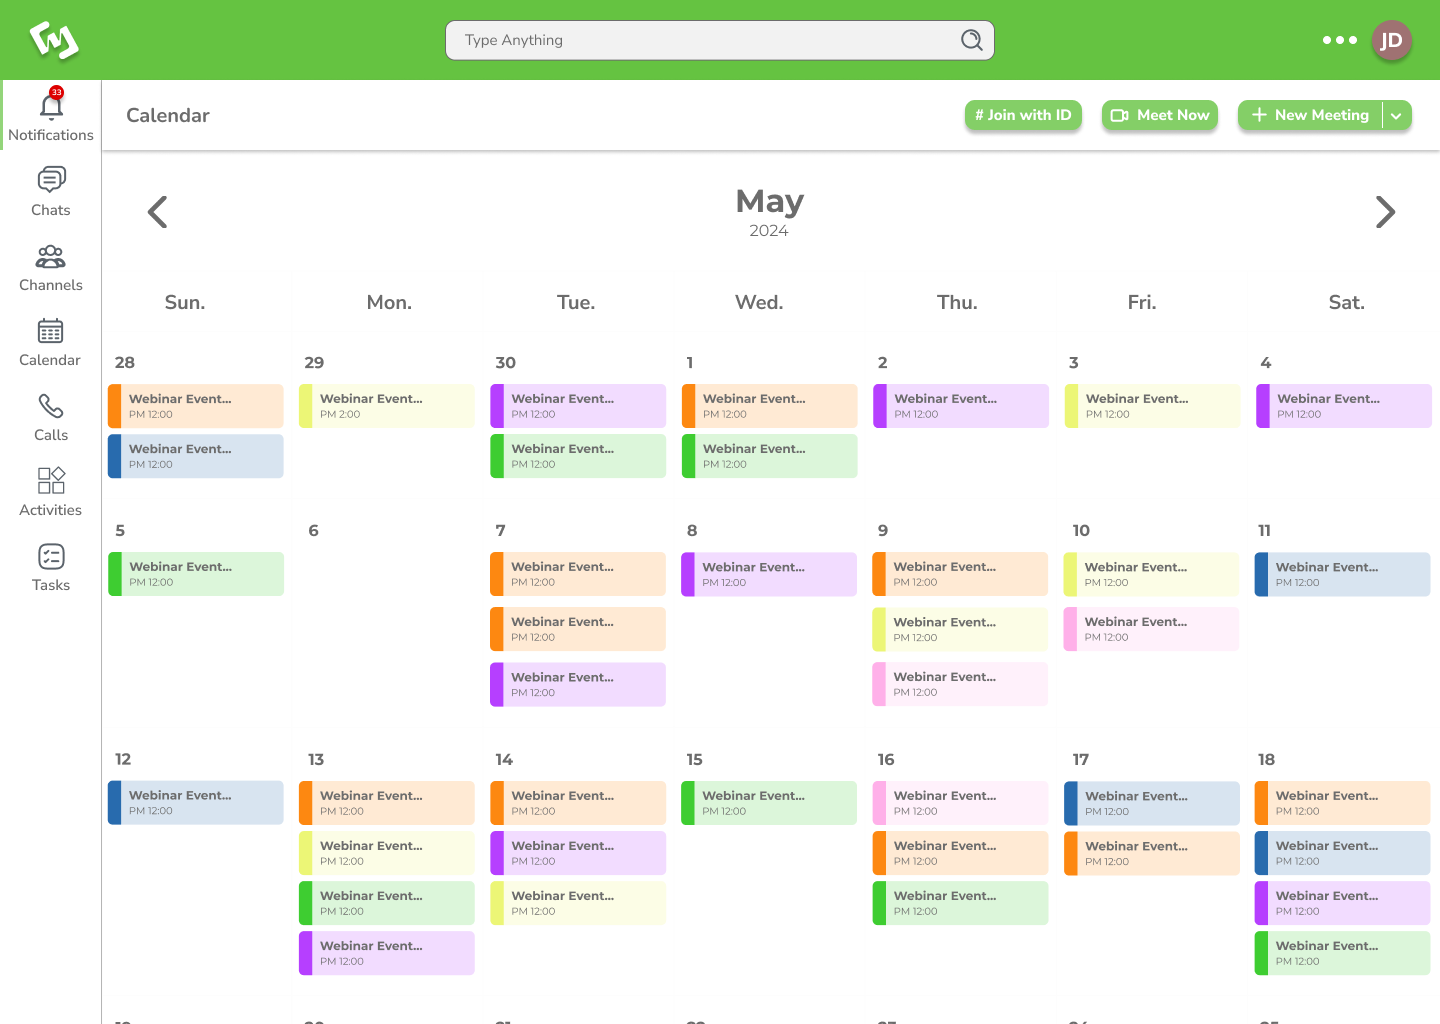 Type Anything
JD
33
Notifications
Chats
Channels
Calendar
Calls
Activities
Tasks
Calendar
# Join with ID
Meet Now
New Meeting
May
2024
Sun. Mon. Tue. Wed. Thu. Fri. Sat.
28 29 30 1 2 3 4
Webinar Event... Webinar Event... Webinar Event... Webinar Event... Webinar Event... Webinar Event... Webinar Event...
PM 12:00 PM 2:00 PM 12:00 PM 12:00 PM 12:00 PM 12:00 PM 12:00
Webinar Event... Webinar Event... Webinar Event...
PM 12:00 PM 12:00 PM 12:00
5 6 7 8 9 10 11
Webinar Event... Webinar Event... Webinar Event... Webinar Event... Webinar Event... Webinar Event...
PM 12:00 PM 12:00 PM 12:00 PM 12:00 PM 12:00 PM 12:00
Webinar Event... Webinar Event... Webinar Event...
PM 12:00 PM 12:00 PM 12:00
Webinar Event... Webinar Event...
PM 12:00 PM 12:00
12 13 14 15 16 17 18
Webinar Event... Webinar Event... Webinar Event... Webinar Event... Webinar Event... Webinar Event... Webinar Event...
PM 12:00 PM 12:00 PM 12:00 PM 12:00 PM 12:00 PM 12:00 PM 12:00
Webinar Event... Webinar Event... Webinar Event... Webinar Event... Webinar Event...
PM 12:00 PM 12:00 PM 12:00 PM 12:00 PM 12:00
Webinar Event... Webinar Event... Webinar Event... Webinar Event...
PM 12:00 PM 12:00 PM 12:00 PM 12:00
Webinar Event... Webinar Event...
PM 12:00 PM 12:00